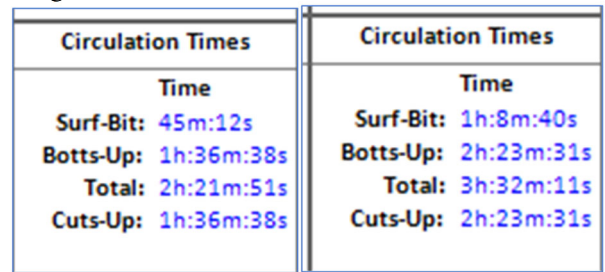 Circulation Times
Time
Surf-Bit: 45m:12s
Botts-Up: 1h:36m:38s
Total: 2h:21m:51s
Cuts-Up: 1h:36m:38s
Circulation Times
Time
Surf-Bit: 1h:8m:40s
Botts-Up: 2h:23m:31s
Total: 3h:32m:11s
Cuts-Up: 2h:23m:31s